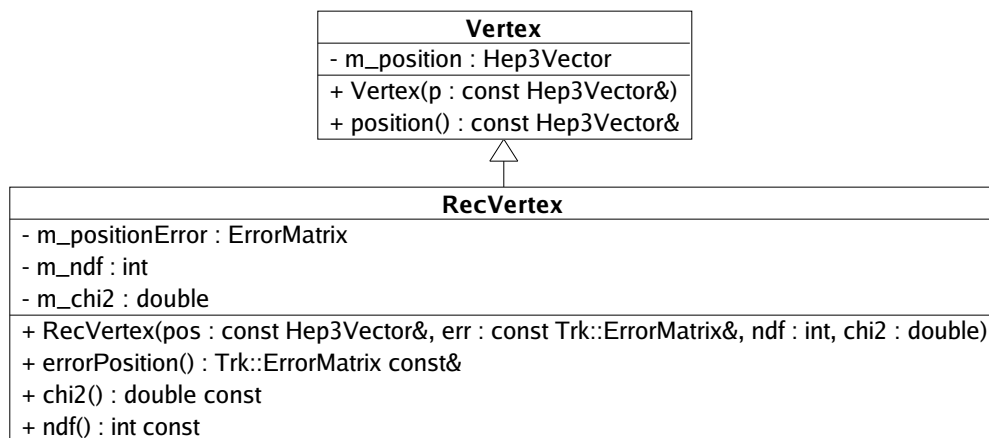 Vertex
- m_position : Hep3Vector
+ Vertex(p : const Hep3Vector&)
+ position() : const Hep3Vector&
RecVertex
- m_positionError : ErrorMatrix
- m_ndf : int
- m_chi2 : double
+ RecVertex(pos : const Hep3Vector&, err : const Trk::ErrorMatrix&, ndf : int, chi2 : double)
+ errorPosition() : Trk::ErrorMatrix const&
+ chi2() : double const
+ ndf() : int const